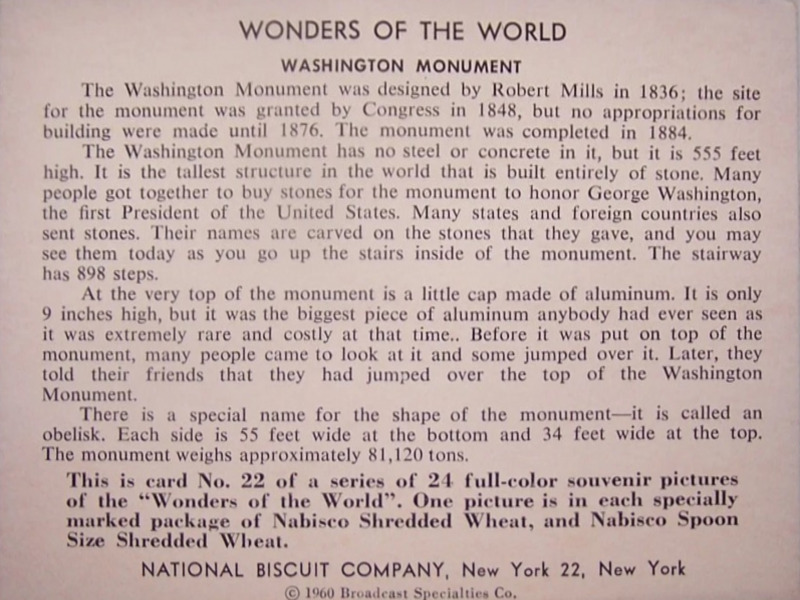 WONDERS OF THE WORLD
WASHINGTON MONUMENT
The Washington Monument was designed by Robert Mills in 1836; the site
for the monument was granted by Congress in 1848, but no appropriations for
building were made until 1876. The monument was completed in 1884.
The Washington Monument has no steel or concrete in it, but it is 555 feet
high. It is the tallest structure in the world that is built entirely of stone. Many
people got together to buy stones for the monument to honor George Washington,
the first President of the United States. Many states and foreign countries also
sent stones. Their names are carved on the stones that they gave, and you may
see them today as you go up the stairs inside of the monument. The stairway
has 898 steps.
At the very top of the monument is a little cap made of aluminum. It is only
9 inches high, but it was the biggest piece of aluminum anybody had ever seen as
it was extremely rare and costly at that time.. Before it was put on top of the
monument, many people came to look at it and some jumped over it. Later, they
told their friends that they had jumped over the top of the Washington
Monument.
There is a special name for the shape of the monument—it is called an
obelisk. Each side is 55 feet wide at the bottom and 34 feet wide at the top.
The monument weighs approximately 81,120 tons.
This is card No. 22 of a series of 24 full-color souvenir pictures
of the “Wonders of the World”. One picture is in each specially
marked package of Nabisco Shredded Wheat, and Nabisco Spoon
Size Shredded Wheat.
NATIONAL BISCUIT COMPANY, New York 22, New York
© 1960 Broadcast Specialties Co.